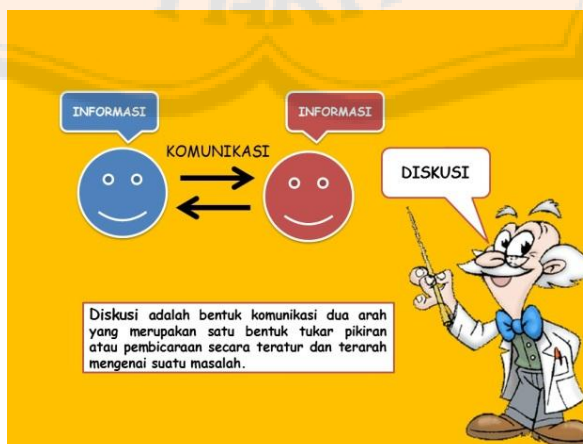 INFORMASI
INFORMASI
KOMUNIKASI
DISKUSI
Diskusi adalah bentuk komunikasi dua arah
yang merupakan satu bentuk tukar pikiran
atau pembicaraan secara teratur dan terarah
mengenai suatu masalah.